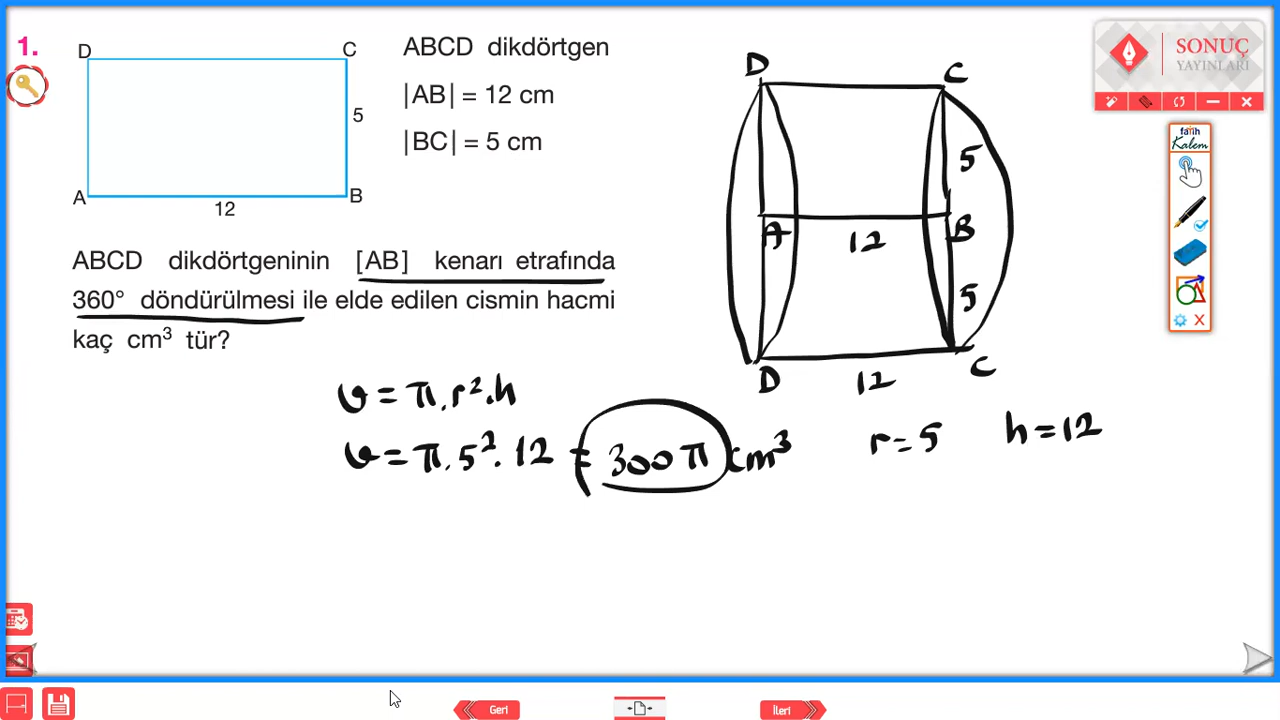 1.
D
C
5
A
B
12
ABCD dikdörtgen
|AB| = 12 cm
|BC| = 5 cm
ABCD dikdörtgeninin [AB] kenarı etrafında
360° döndürülmesi ile elde edilen cismin hacmi
kaç cm³ tür?
D
C
5
A
12
B
5
D
12
C
v = π.r².h
v = π.5².12 = 300π cm³
r = 5
h = 12
SONUÇ
YAYINLARI
fatih
Kalem
Geri
İleri